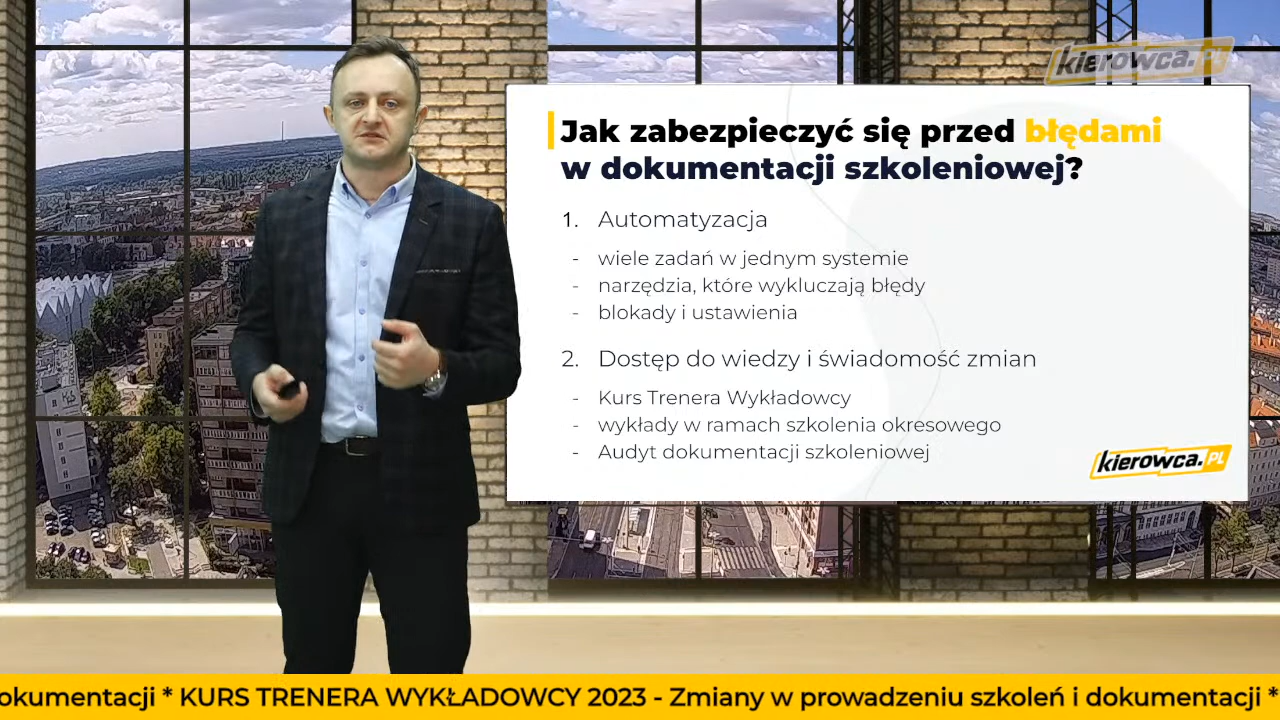 kierowca.PL
Jak zabezpieczyć się przed błędami
w dokumentacji szkoleniowej?
1. Automatyzacja
- wiele zadań w jednym systemie
- narzędzia, które wykluczają błędy
- blokady i ustawienia
2. Dostęp do wiedzy i świadomość zmian
- Kurs Trenera Wykładowcy
- wykłady w ramach szkolenia okresowego
- Audyt dokumentacji szkoleniowej
kierowca.PL
okumentacji * KURS TRENERA WYKŁADOWCY 2023 - Zmiany w prowadzeniu szkoleń i dokumentacji *